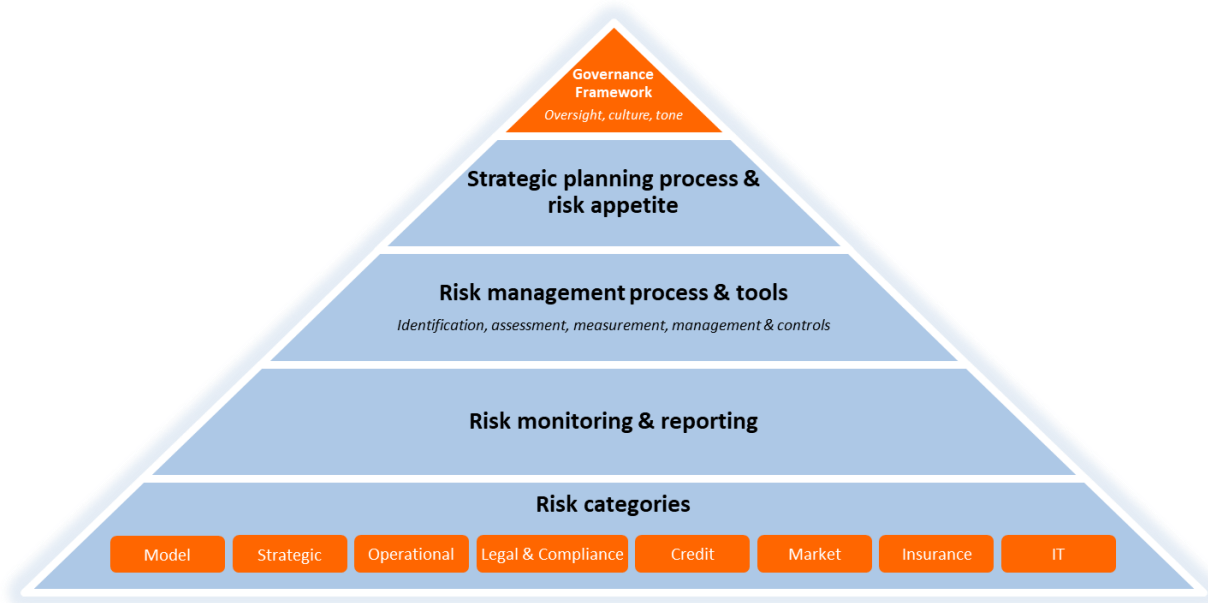 Governance
Framework
Oversight, culture, tone
Strategic planning process &
risk appetite
Risk management process & tools
Identification, assessment, measurement, management & controls
Risk monitoring & reporting
Risk categories
Model
Strategic
Operational
Legal & Compliance
Credit
Market
Insurance
IT